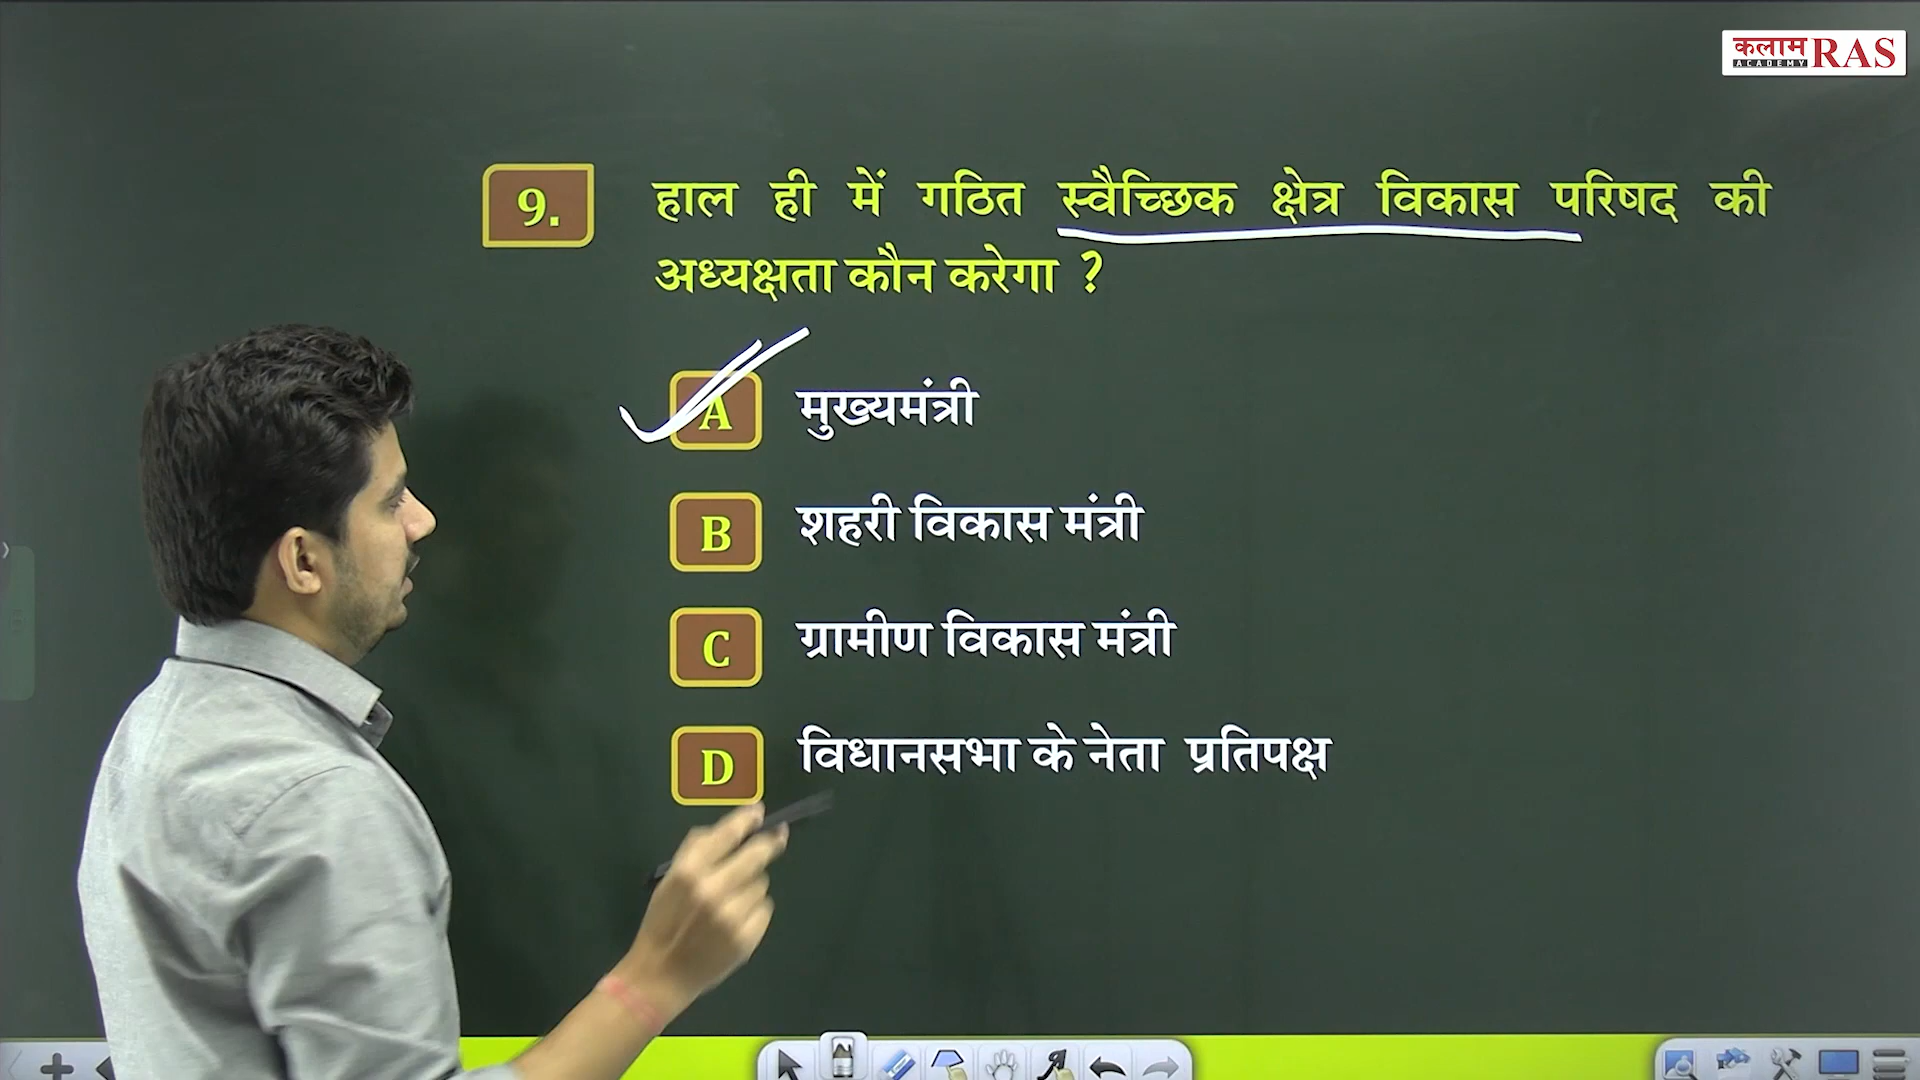 कलाम RAS
ACADEMY
9. हाल ही में गठित स्वैच्छिक क्षेत्र विकास परिषद की
अध्यक्षता कौन करेगा ?
A मुख्यमंत्री
B शहरी विकास मंत्री
C ग्रामीण विकास मंत्री
D विधानसभा के नेता प्रतिपक्ष